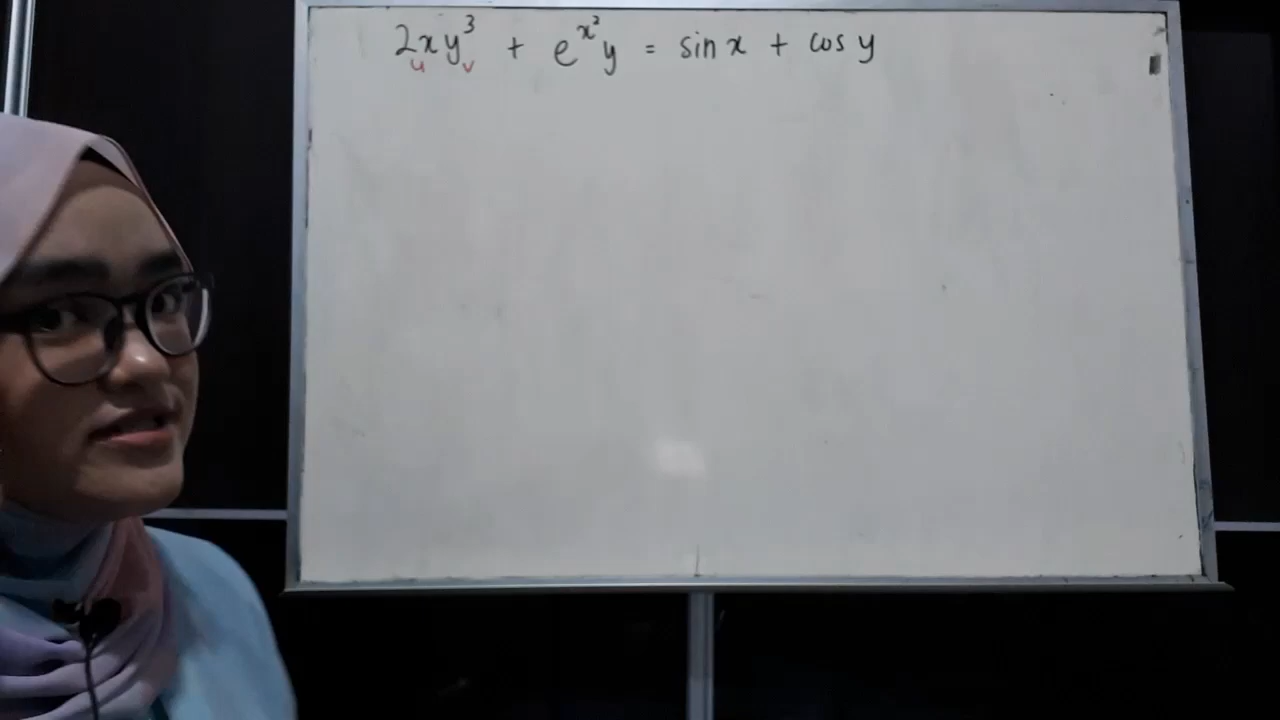 2xy³ + e^{x²}y = sin x + cos y
u v